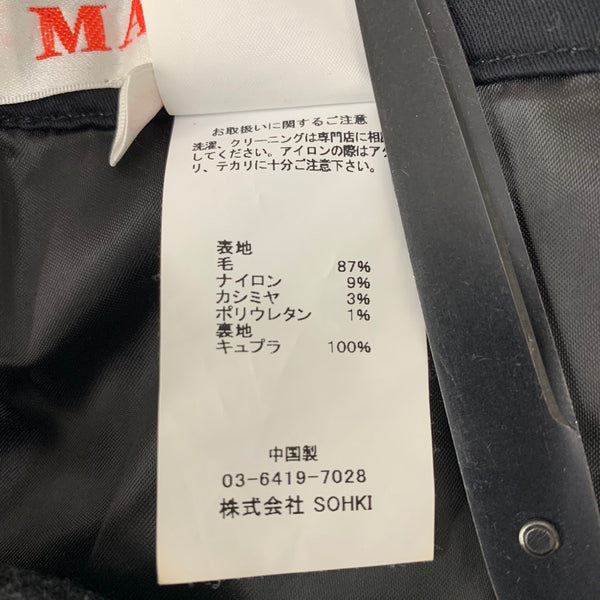 MA
お取扱いに関するご注意
洗濯、クリーニングは専門店に相談
してください。アイロンの際はア
リ、テカリに十分ご注意下さい。
表地
毛 87%
ナイロン 9%
カシミヤ 3%
ポリウレタン 1%
裏地
キュプラ 100%
中国製
03-6419-7028
株式会社 SOHKI